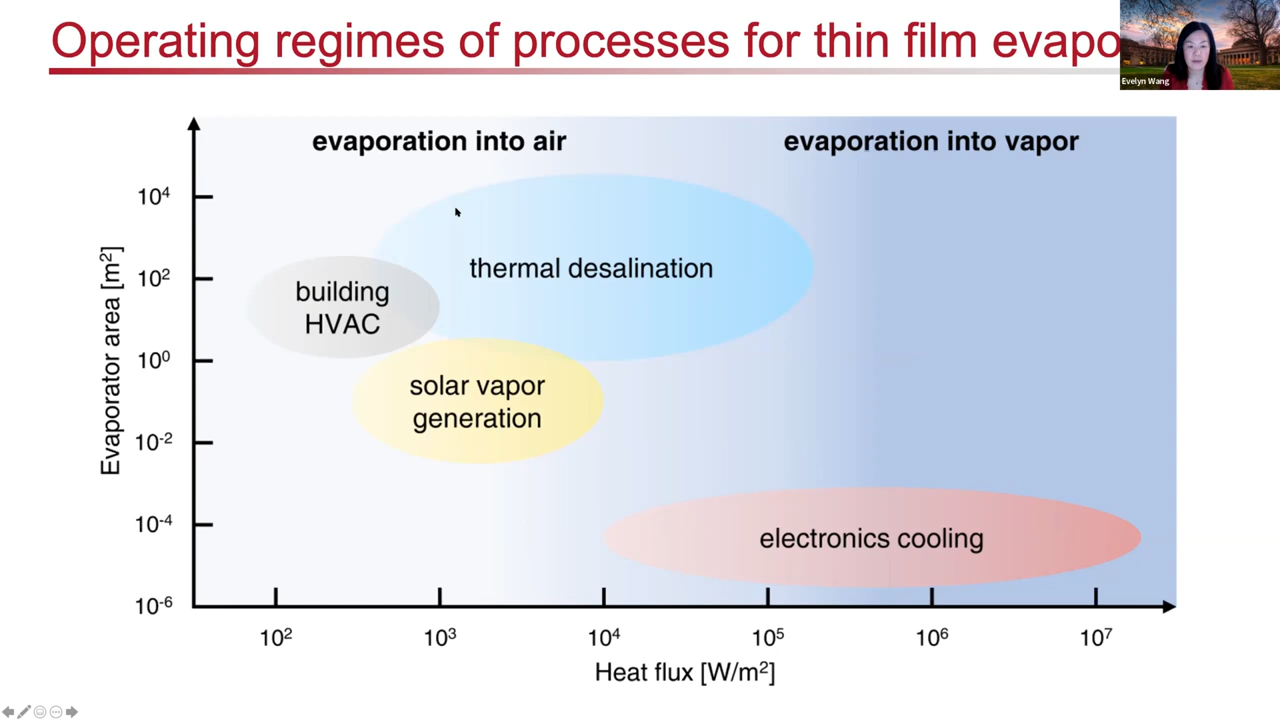 Operating regimes of processes for thin film evapo
Evelyn Wang
evaporation into air
evaporation into vapor
10⁴
10²
10⁰
10⁻²
10⁻⁴
10⁻⁶
Evaporator area [m²]
thermal desalination
building
HVAC
solar vapor
generation
electronics cooling
10²
10³
10⁴
10⁵
10⁶
10⁷
Heat flux [W/m²]